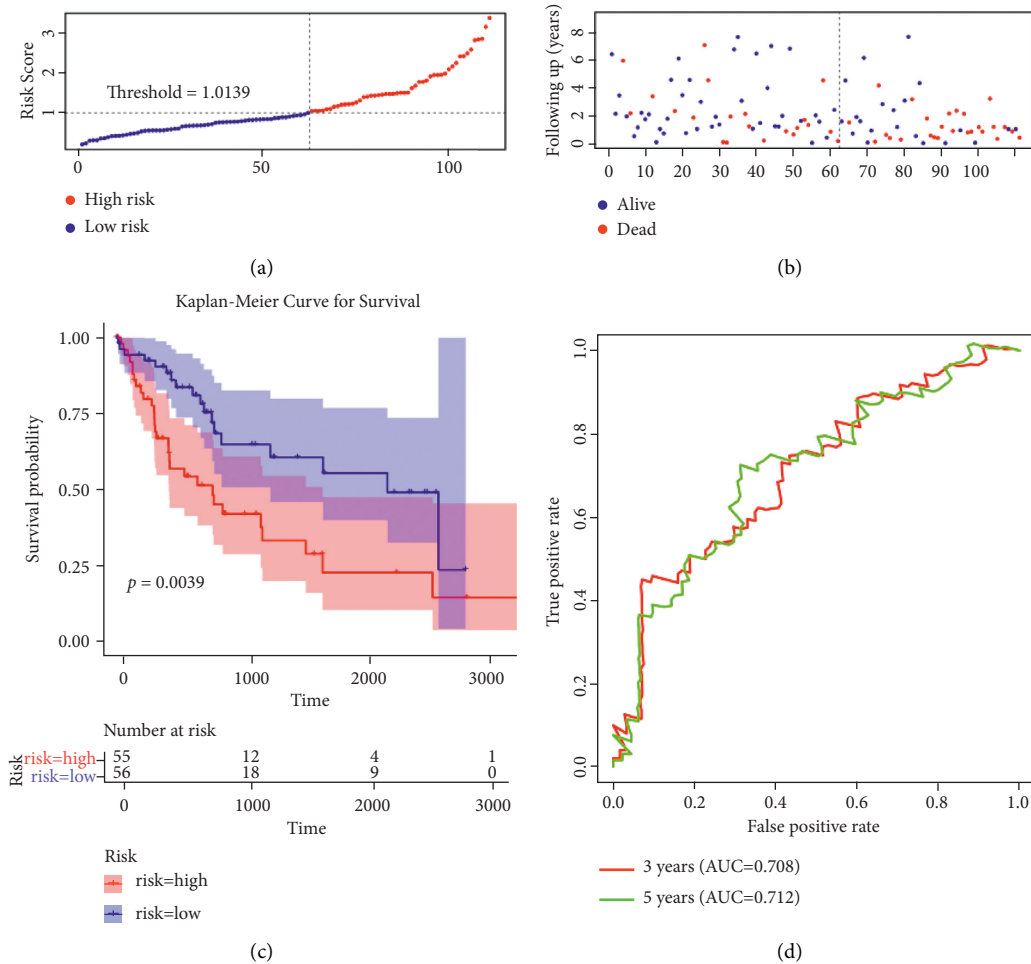 Risk Score
3
2
1
Threshold = 1.0139
0 50 100
High risk
Low risk
(a)
Following up (years)
8
6
4
2
0
0 10 20 30 40 50 60 70 80 90 100
Alive
Dead
(b)
Kaplan-Meier Curve for Survival
Survival probability
1.00
0.75
0.50
0.25
0.00
p = 0.0039
0 1000 2000 3000
Time
Number at risk
Risk
risk=high 55 12 4 1
risk=low 56 18 9 0
0 1000 2000 3000
Time
Risk
risk=high
risk=low
(c)
True positive rate
1.0
0.8
0.6
0.4
0.2
0.0
0.0 0.2 0.4 0.6 0.8 1.0
False positive rate
3 years (AUC=0.708)
5 years (AUC=0.712)
(d)